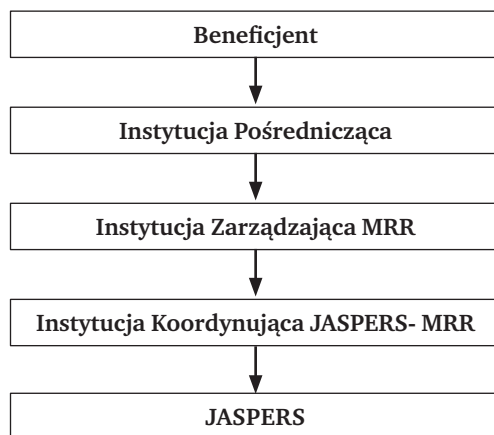 Beneficjent
Instytucja Pośrednicząca
Instytucja Zarządzająca MRR
Instytucja Koordynująca JASPERS- MRR
JASPERS